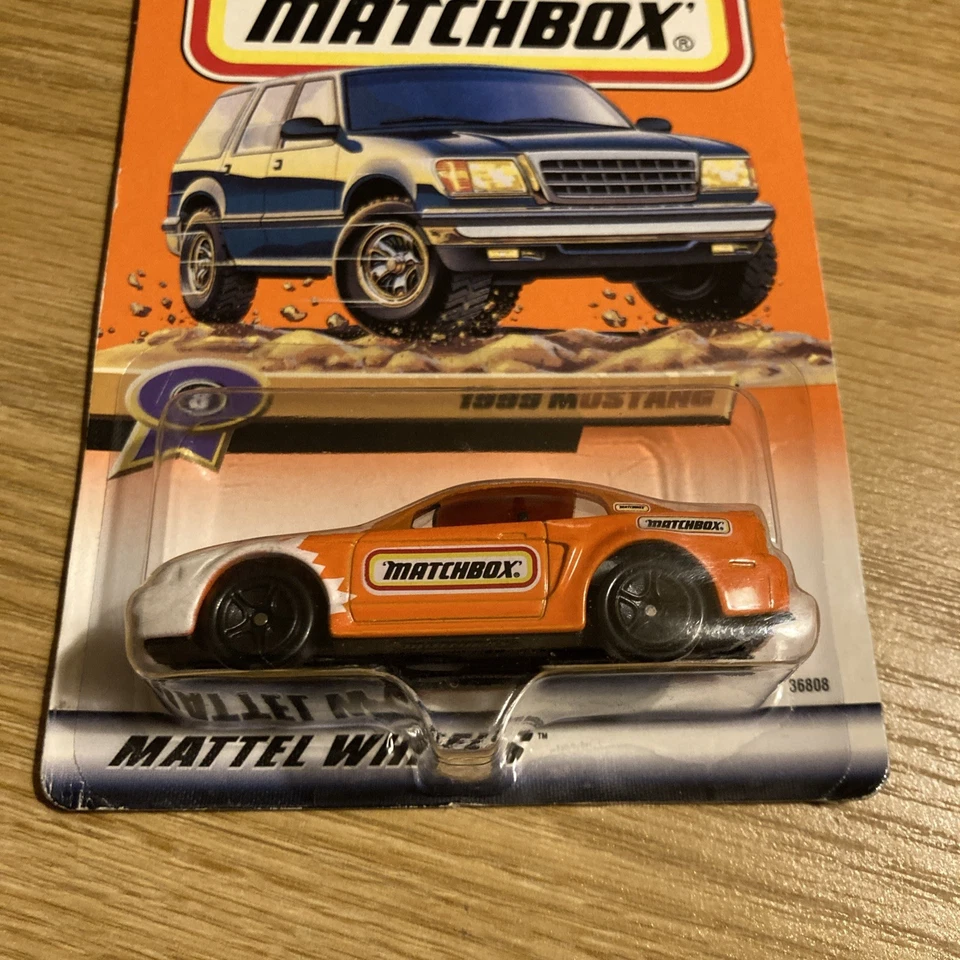 MATCHBOX®
1999 MUSTANG
MATCHBOX
MATCHBOX®
MATCHBOX®
36808
MATTEL WHEELS™